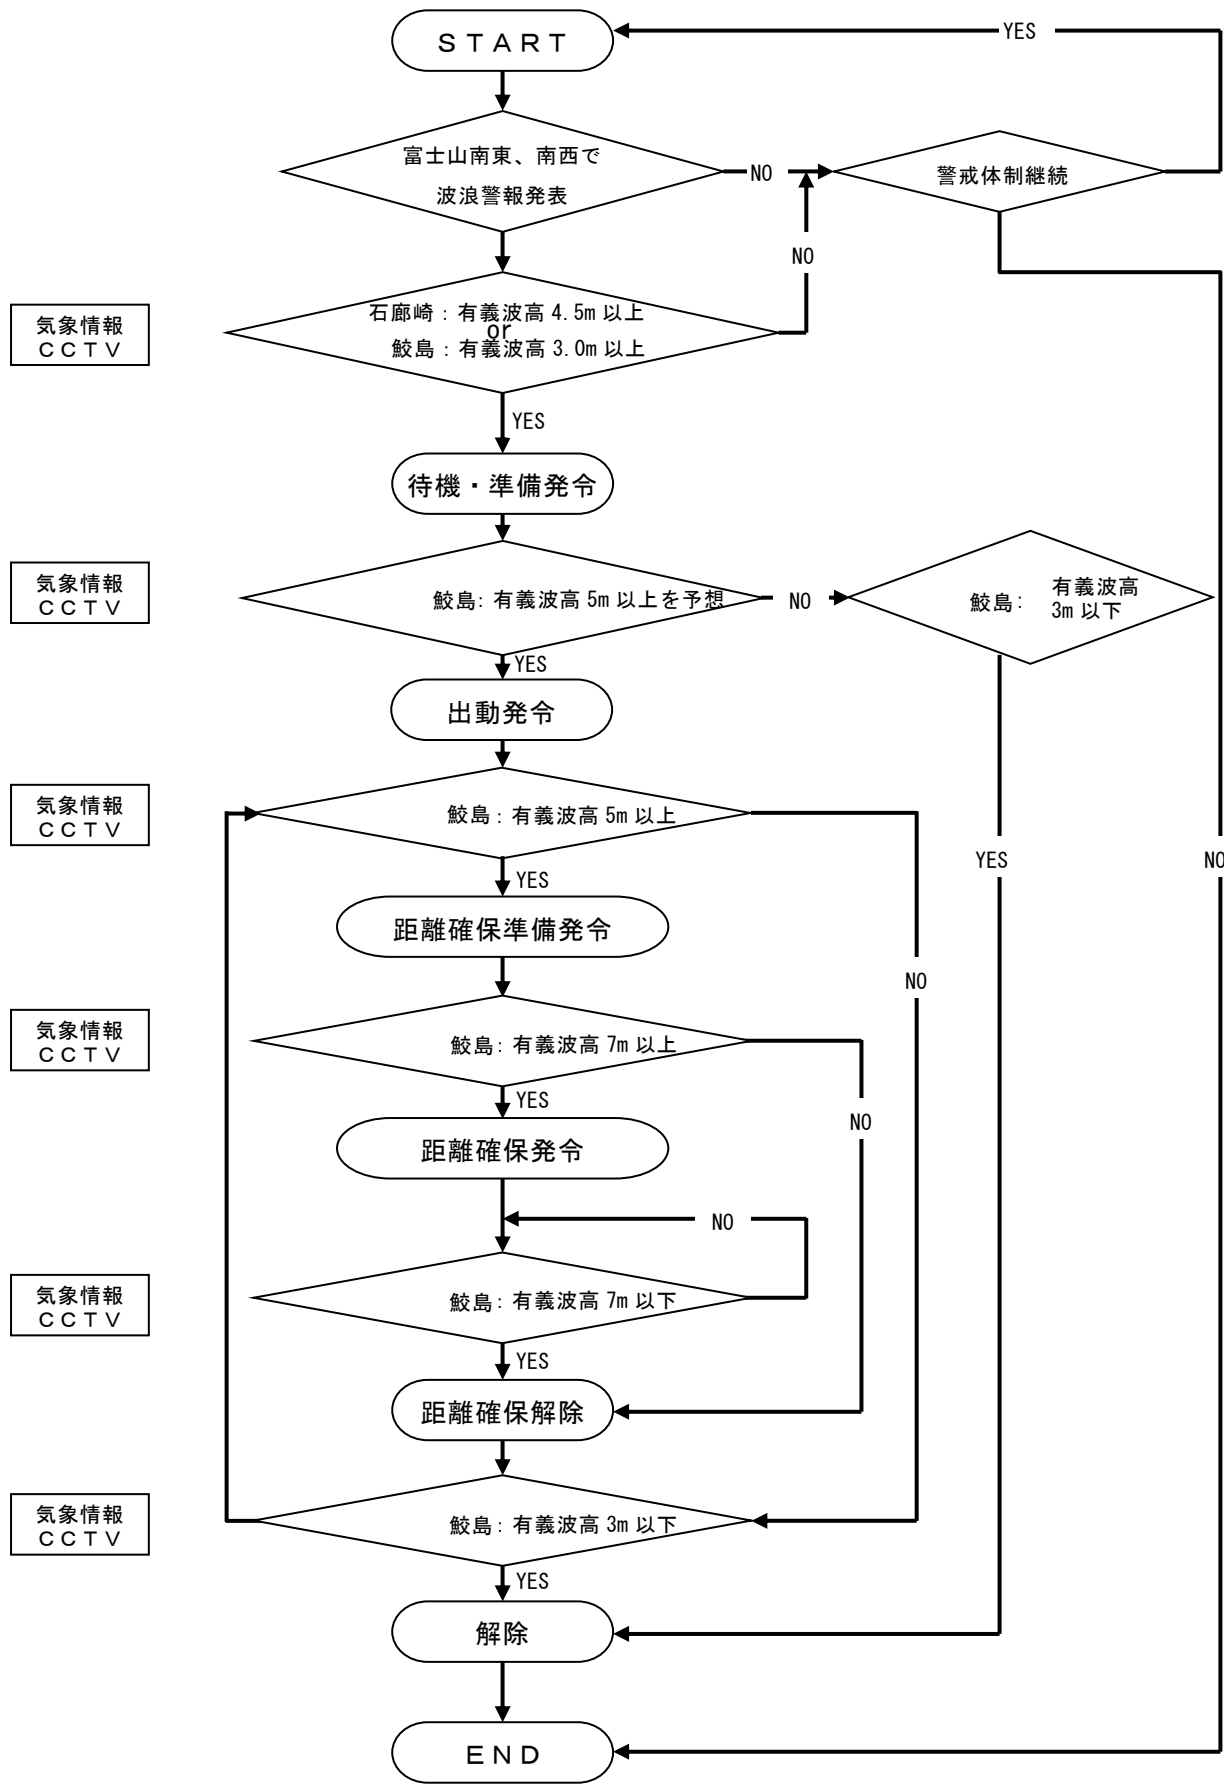 ＳＴＡＲＴ
YES
富士山南東、南西で
波浪警報発表
NO
警戒体制継続
NO
気象情報
ＣＣＴＶ
石廊崎：有義波高 4.5m 以上
or
鮫島：有義波高 3.0m 以上
YES
待機・準備発令
気象情報
ＣＣＴＶ
鮫島：有義波高 5m 以上を予想
NO
鮫島：
有義波高
3m 以下
YES
出動発令
気象情報
ＣＣＴＶ
鮫島：有義波高 5m 以上
YES
NO
YES
距離確保準備発令
NO
気象情報
ＣＣＴＶ
鮫島：有義波高 7m 以上
YES
NO
距離確保発令
NO
気象情報
ＣＣＴＶ
鮫島：有義波高 7m 以下
YES
距離確保解除
気象情報
ＣＣＴＶ
鮫島：有義波高 3m 以下
YES
解除
ＥＮＤ